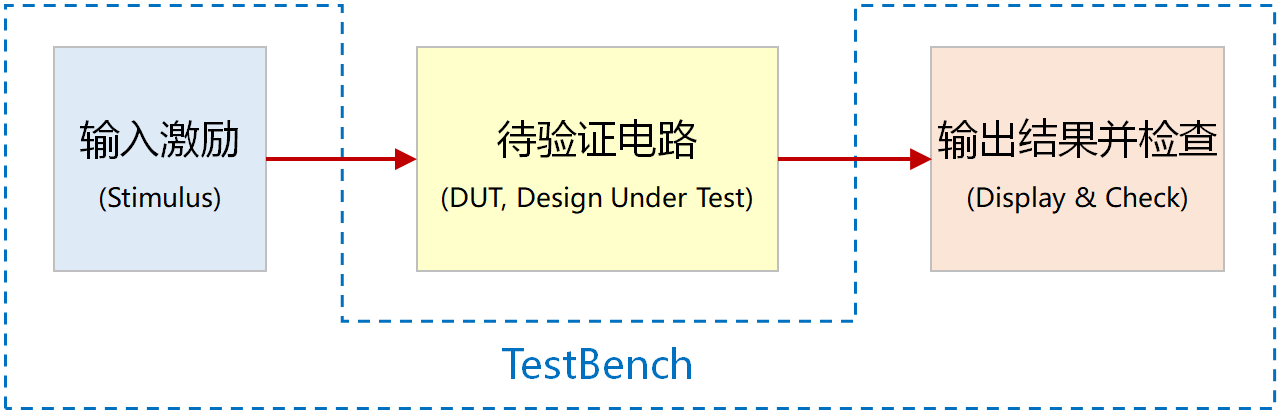 输入激励
(Stimulus)
待验证电路
(DUT, Design Under Test)
输出结果并检查
(Display & Check)
TestBench